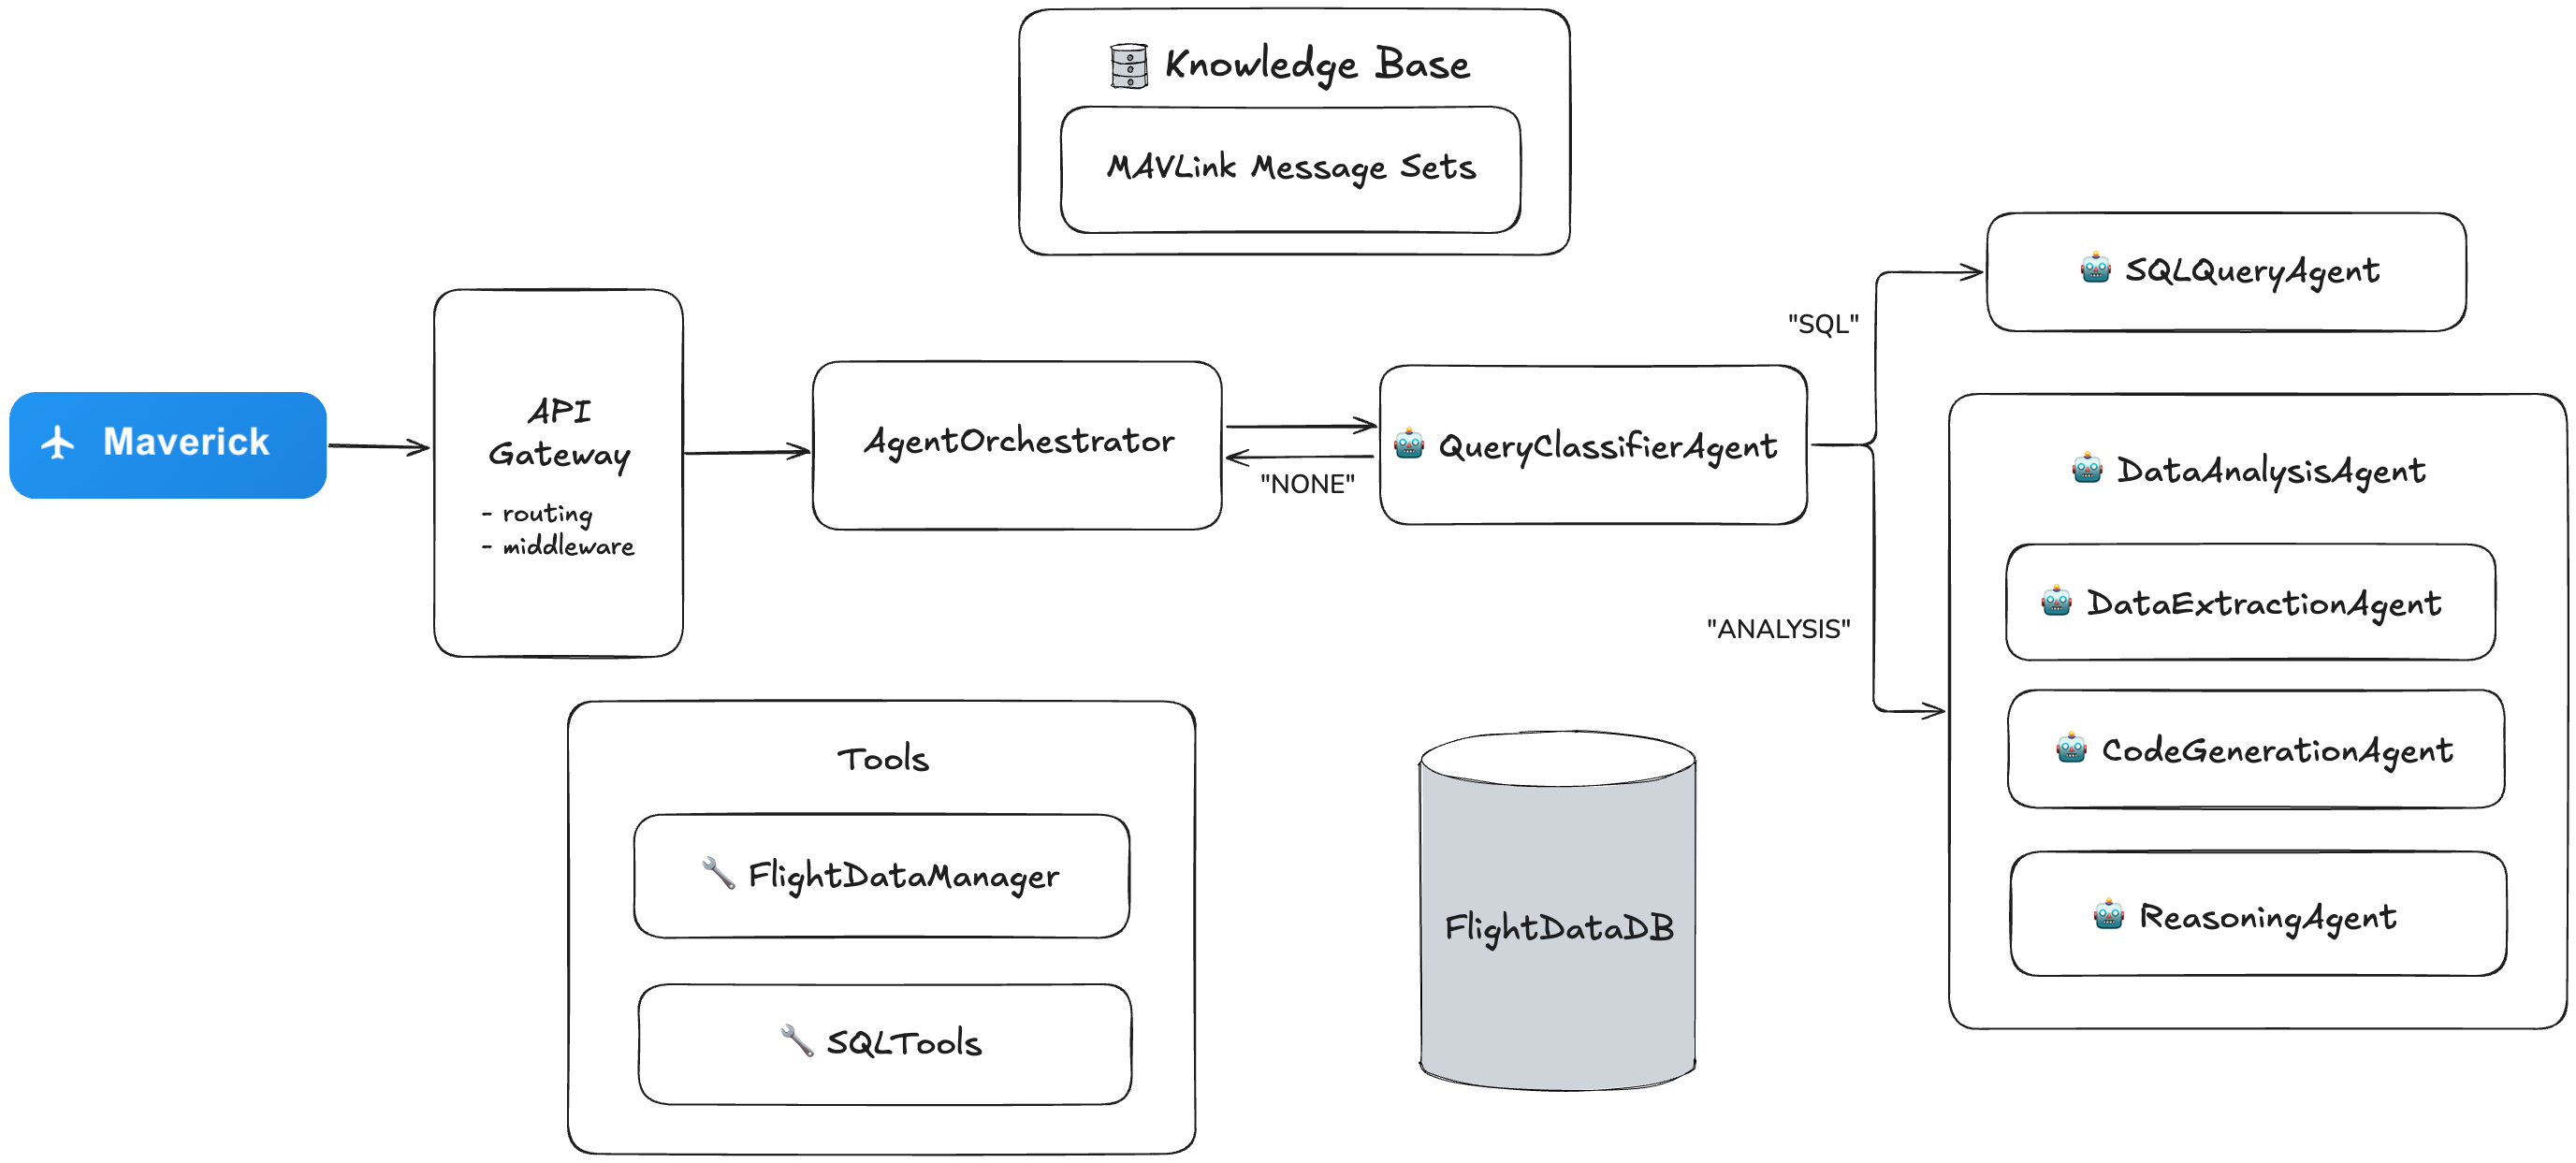 Knowledge Base
MAVLink Message Sets
SQLQueryAgent
"SQL"
API
Gateway
- routing
- middleware
Maverick
AgentOrchestrator
"NONE"
QueryClassifierAgent
"ANALYSIS"
DataAnalysisAgent
DataExtractionAgent
CodeGenerationAgent
ReasoningAgent
Tools
FlightDataManager
SQLTools
FlightDataDB